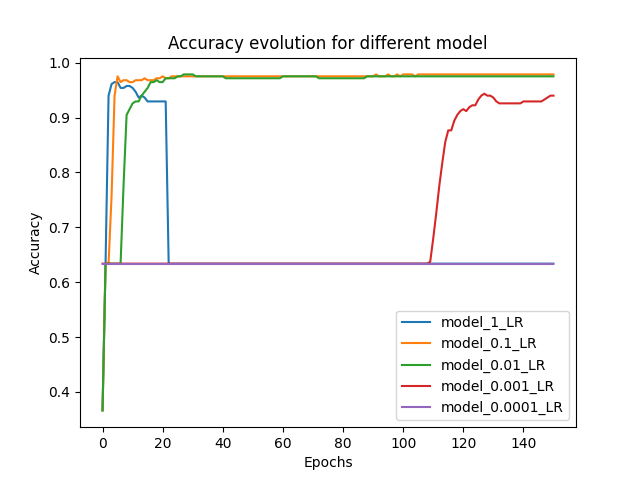 Accuracy evolution for different model
1.0
0.9
0.8
0.7
0.6
0.5
0.4
Accuracy
0
20
40
60
80
100
120
140
Epochs
model_1_LR
model_0.1_LR
model_0.01_LR
model_0.001_LR
model_0.0001_LR